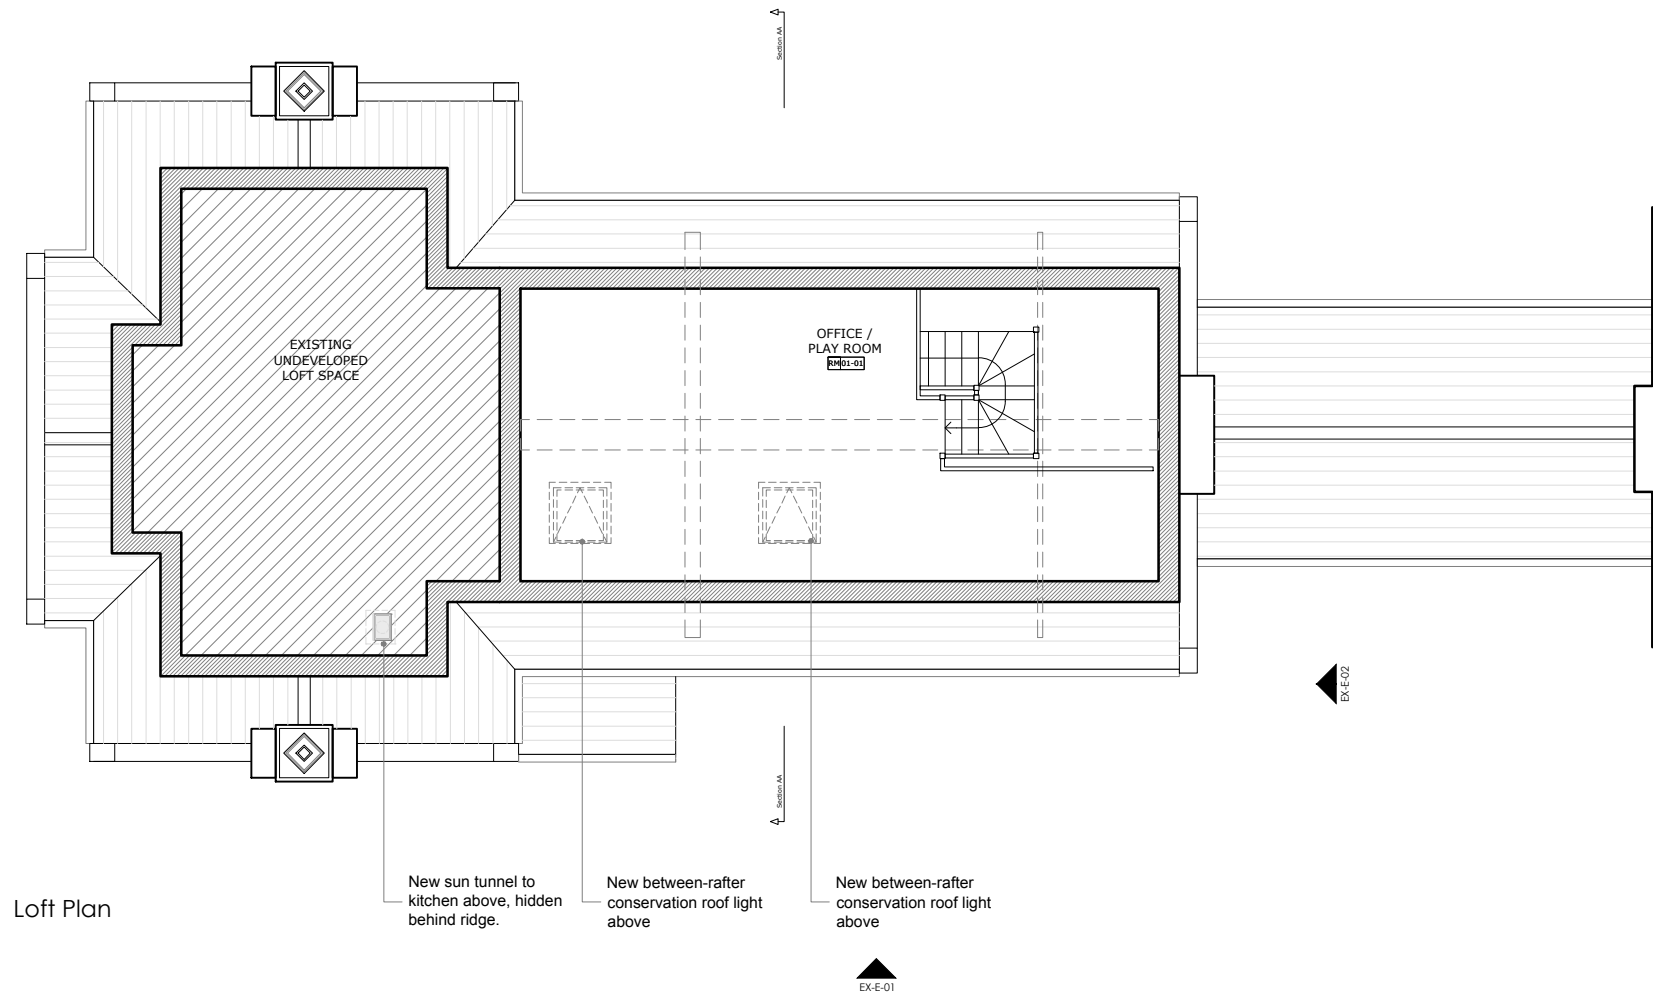 Section AA
EXISTING
UNDEVELOPED
LOFT SPACE
OFFICE /
PLAY ROOM
RM 01-01
EX-E-02
Section AA
New sun tunnel to
kitchen above, hidden
behind ridge.
New between-rafter
conservation roof light
above
New between-rafter
conservation roof light
above
Loft Plan
EX-E-01